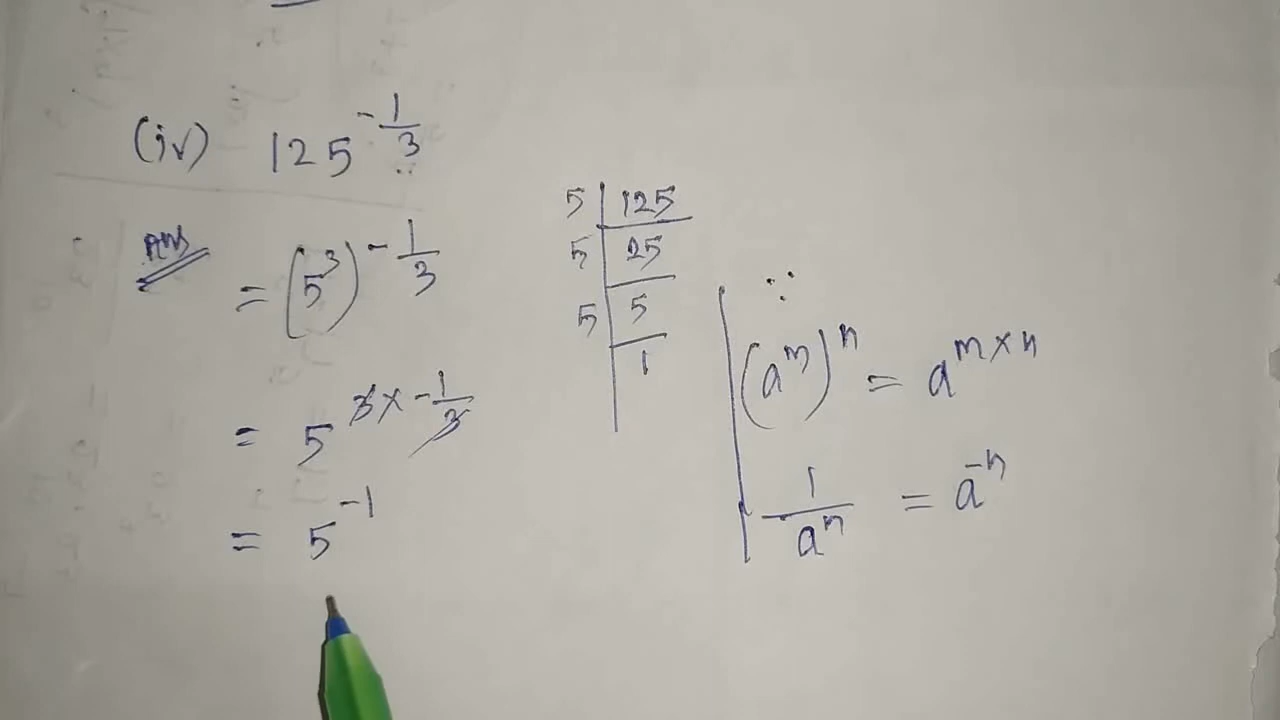 (iv) 125^(-1/3)
Ans
= (5^3)^(-1/3)
= 5^(3×-1/3)
= 5^(-1)
5 | 125
5 | 25
5 | 5
| 1
∵
(a^m)^n = a^(m×n)
1/a^n = a^(-n)